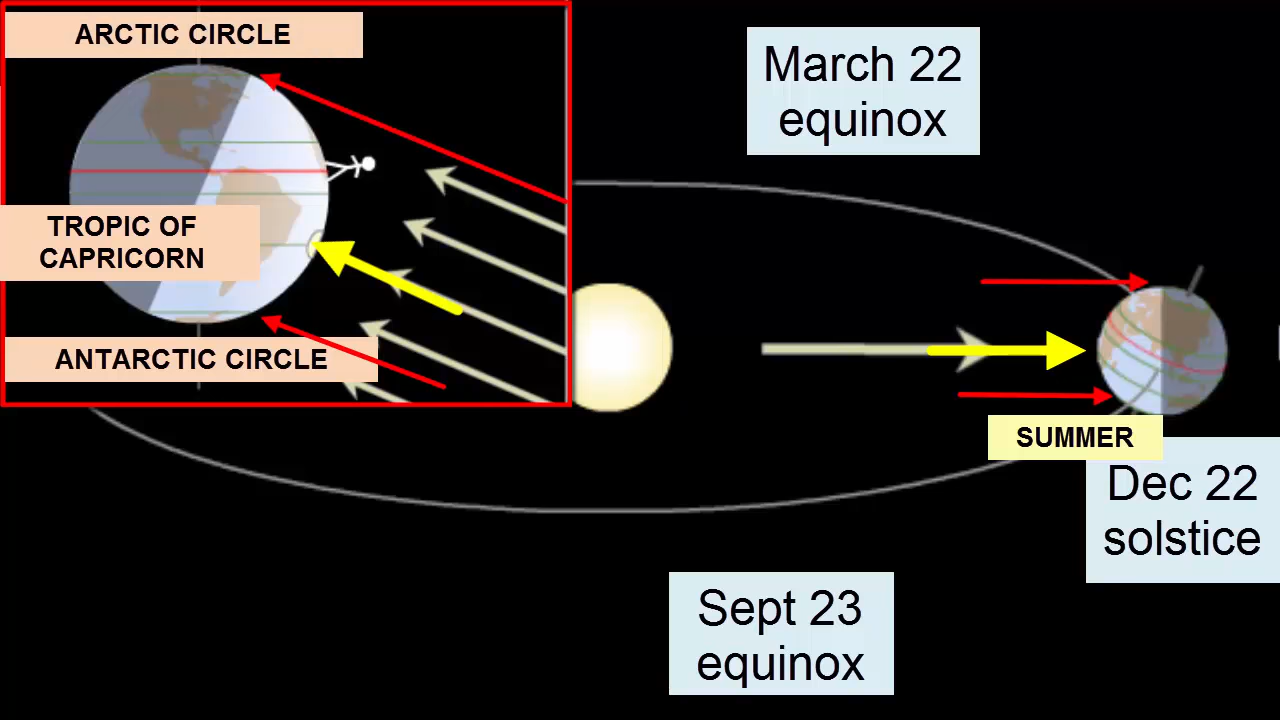 ARCTIC CIRCLE
TROPIC OF
CAPRICORN
ANTARCTIC CIRCLE
March 22
equinox
SUMMER
Dec 22
solstice
Sept 23
equinox